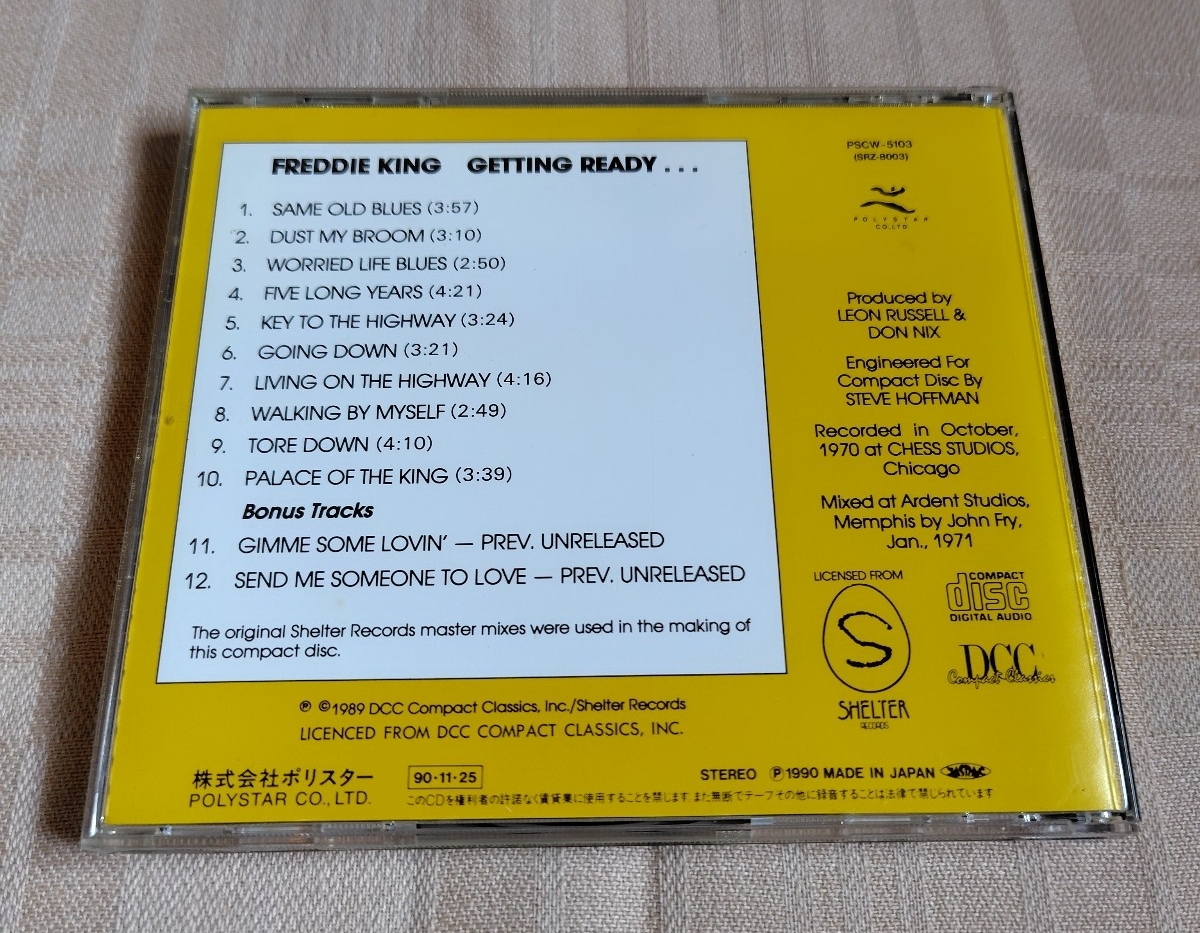 FREDDIE KING GETTING READY . . .
1. SAME OLD BLUES (3:57)
2. DUST MY BROOM (3:10)
3. WORRIED LIFE BLUES (2:50)
4. FIVE LONG YEARS (4:21)
5. KEY TO THE HIGHWAY (3:24)
6. GOING DOWN (3:21)
7. LIVING ON THE HIGHWAY (4:16)
8. WALKING BY MYSELF (2:49)
9. TORE DOWN (4:10)
10. PALACE OF THE KING (3:39)
Bonus Tracks
11. GIMME SOME LOVIN' — PREV. UNRELEASED
12. SEND ME SOMEONE TO LOVE — PREV. UNRELEASED
The original Shelter Records master mixes were used in the making of
this compact disc.
℗ ©1989 DCC Compact Classics, Inc./Shelter Records
LICENCED FROM DCC COMPACT CLASSICS, INC.
PSCW-5103
(SRZ-8003)
POLYSTAR
CO.LTD
Produced by
LEON RUSSELL &
DON NIX
Engineered For
Compact Disc By
STEVE HOFFMAN
Recorded in October,
1970 at CHESS STUDIOS,
Chicago
Mixed at Ardent Studios,
Memphis by John Fry,
Jan., 1971
LICENSED FROM
S
SHELTER
RECORDS
COMPACT
disc
DIGITAL AUDIO
DCC
Compact Classics
株式会社ポリスター
POLYSTAR CO., LTD.
90・11・25
STEREO ℗1990 MADE IN JAPAN JASRAC
このCDを権利者の許諾なく賃貸業に使用することを禁じます。また無断でテープその他に録音することは法律で禁じられています